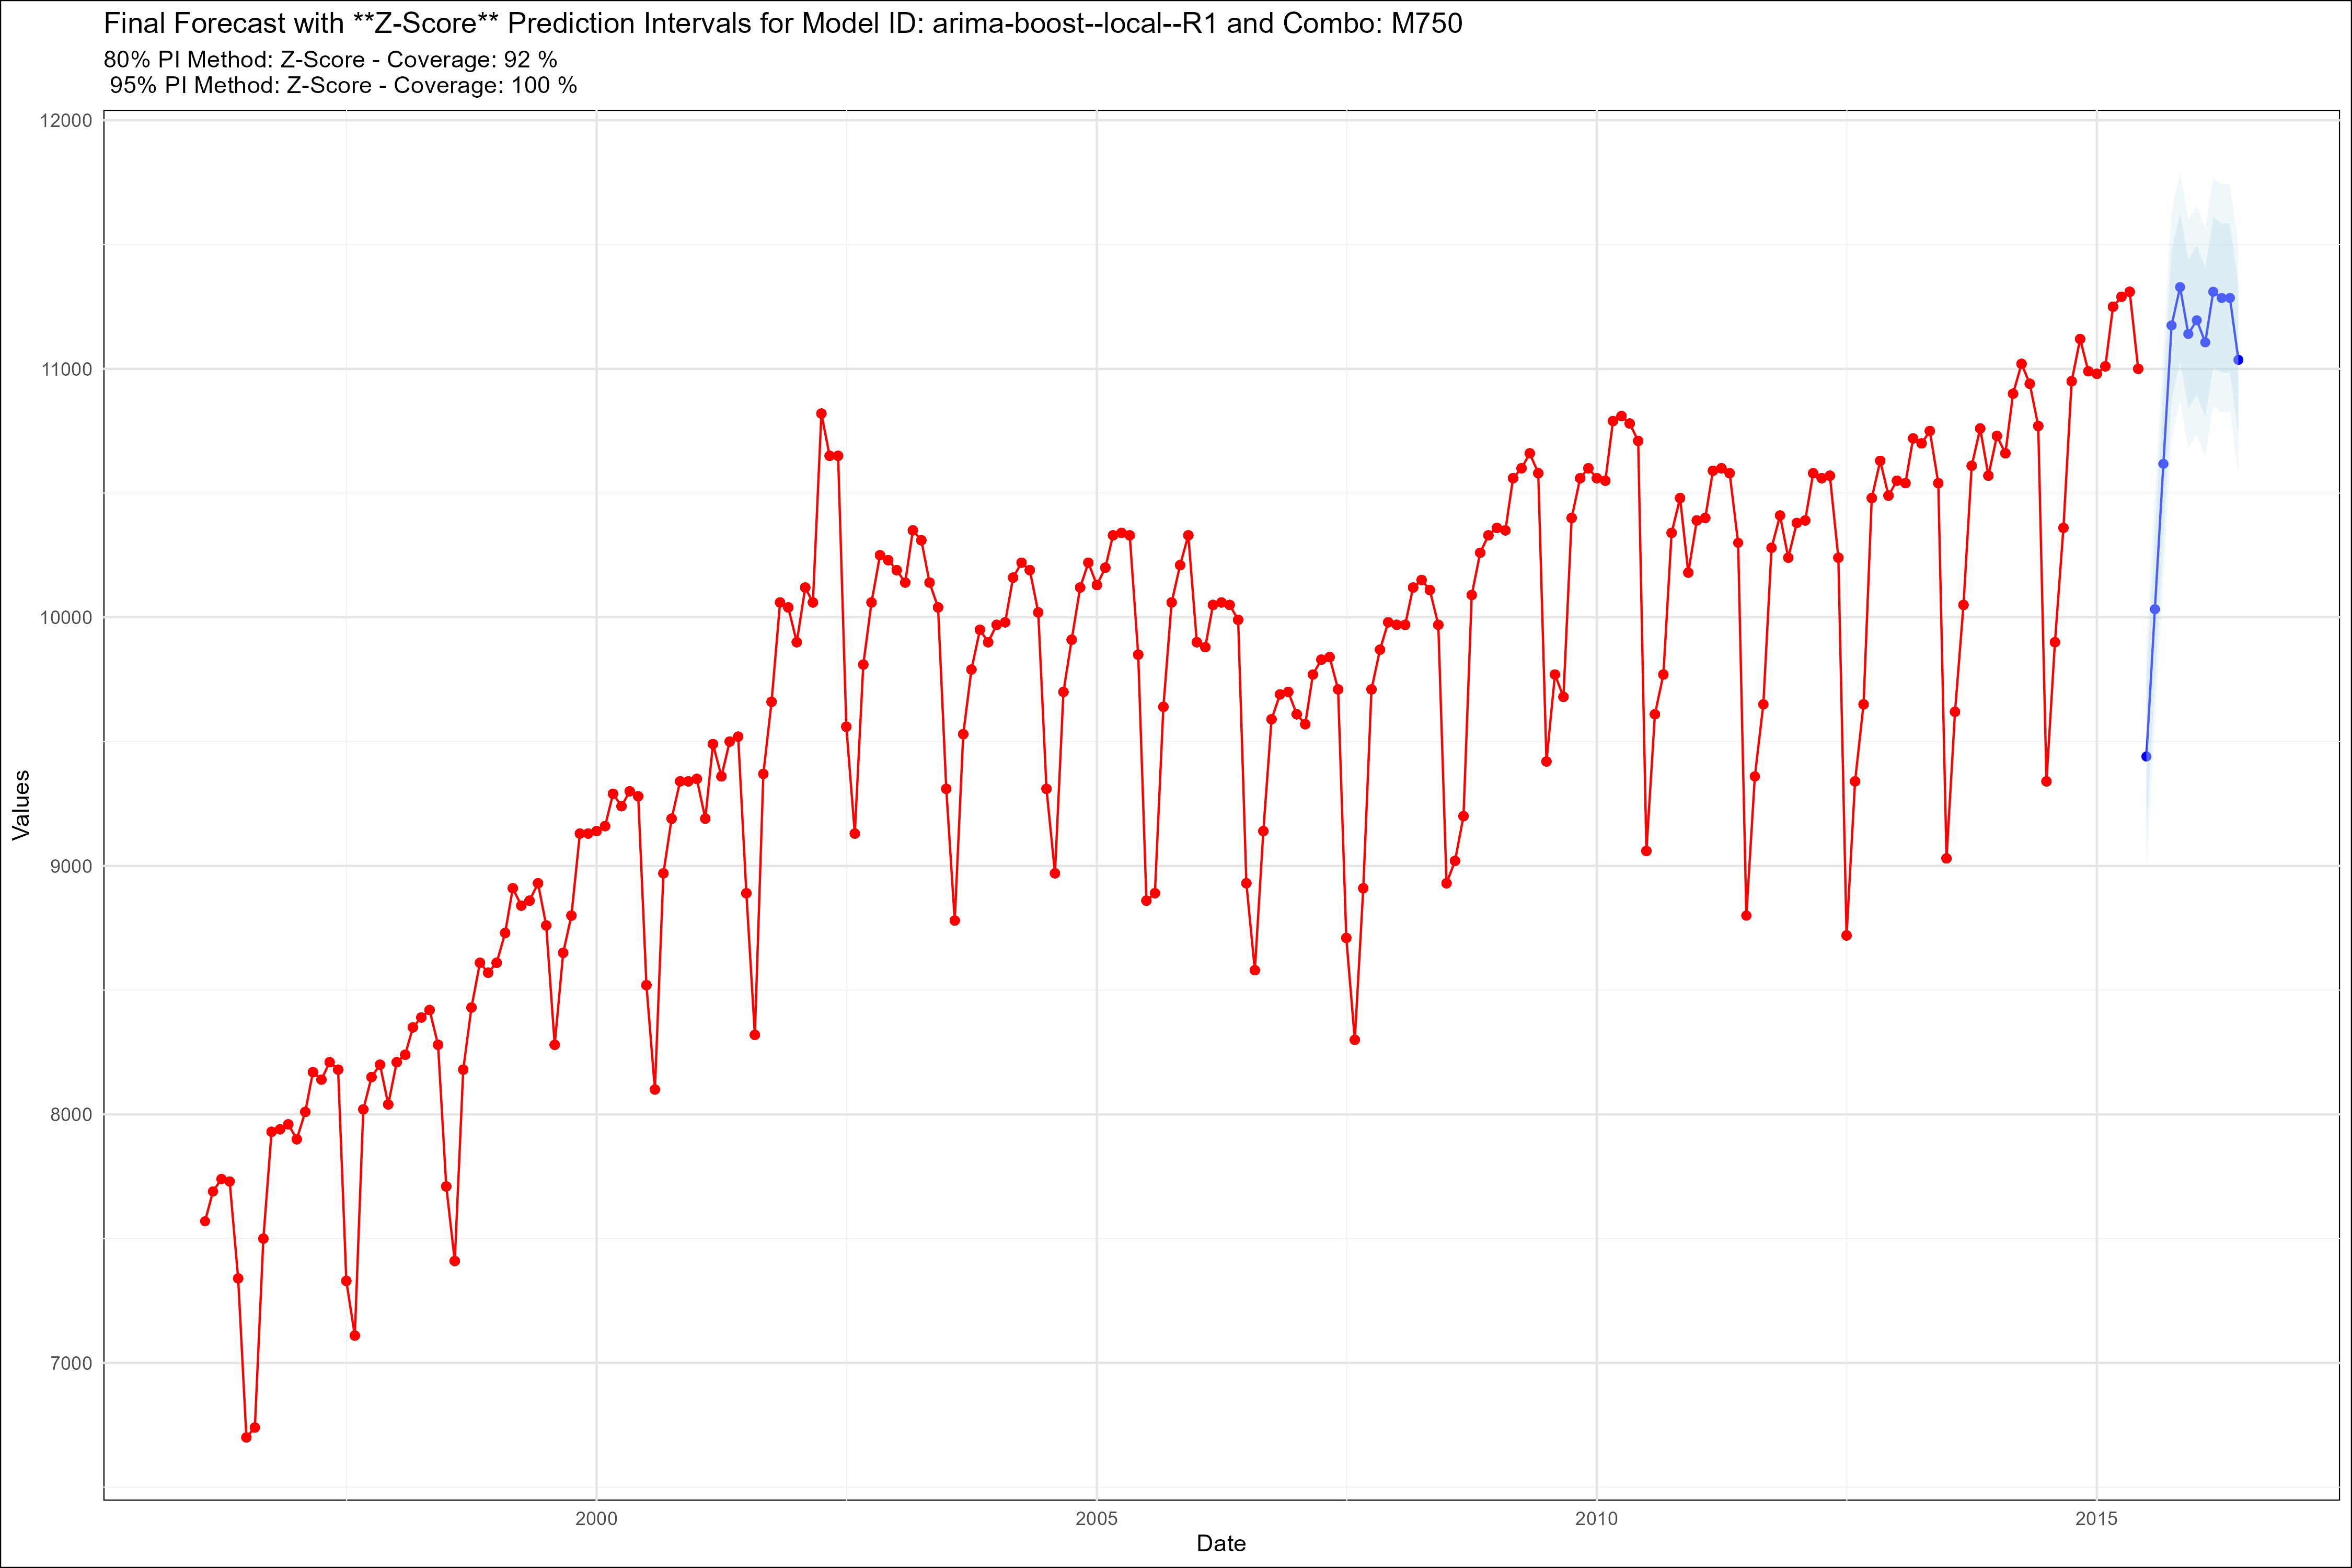 Final Forecast with **Z-Score** Prediction Intervals for Model ID: arima-boost--local--R1 and Combo: M750
80% PI Method: Z-Score - Coverage: 92 %
95% PI Method: Z-Score - Coverage: 100 %
12000
11000
10000
9000
8000
7000
Values
2000
2005
2010
2015
Date